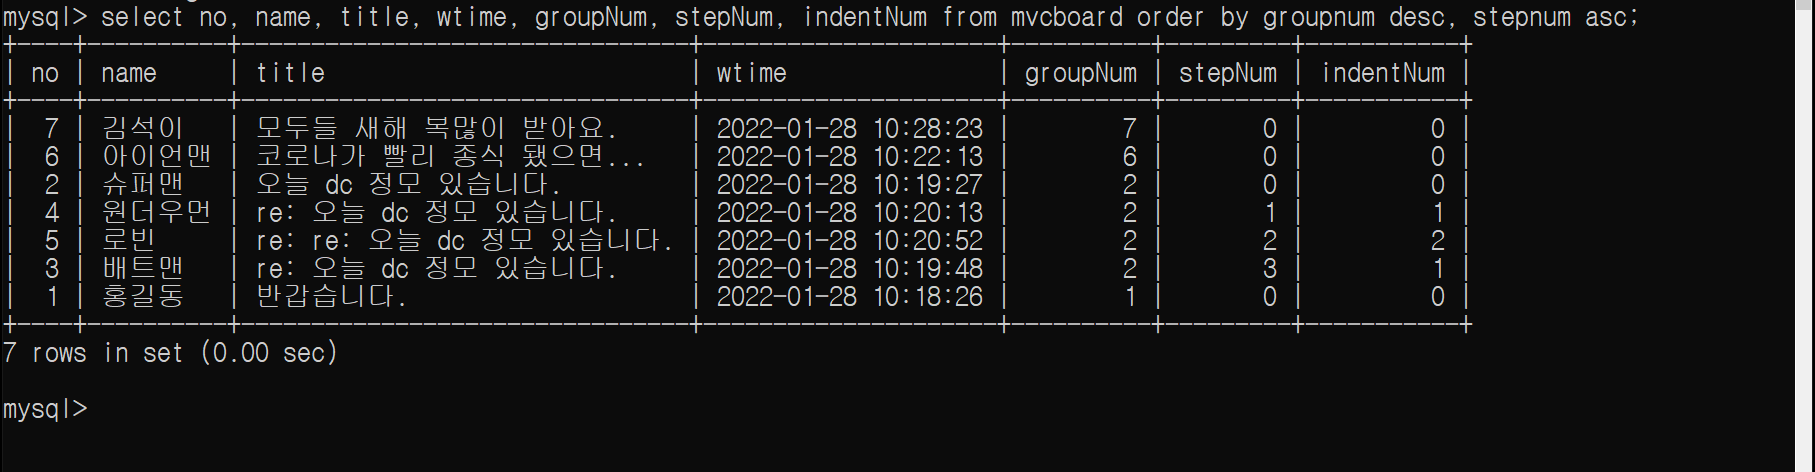 mysql> select no, name, title, wtime, groupNum, stepNum, indentNum from mvcboard order by groupnum desc, stepnum asc;
+----+----------+--------------------------------+---------------------+----------+---------+-----------+
| no | name     | title                          | wtime               | groupNum | stepNum | indentNum |
+----+----------+--------------------------------+---------------------+----------+---------+-----------+
|  7 | 김석이   | 모두들 새해 복많이 받아요.     | 2022-01-28 10:28:23 |        7 |       0 |         0 |
|  6 | 아이언맨 | 코로나가 빨리 종식 됐으면...   | 2022-01-28 10:22:13 |        6 |       0 |         0 |
|  2 | 슈퍼맨   | 오늘 dc 정모 있습니다.         | 2022-01-28 10:19:27 |        2 |       0 |         0 |
|  4 | 원더우먼 | re: 오늘 dc 정모 있습니다.     | 2022-01-28 10:20:13 |        2 |       1 |         1 |
|  5 | 로빈     | re: re: 오늘 dc 정모 있습니다. | 2022-01-28 10:20:52 |        2 |       2 |         2 |
|  3 | 배트맨   | re: 오늘 dc 정모 있습니다.     | 2022-01-28 10:19:48 |        2 |       3 |         1 |
|  1 | 홍길동   | 반갑습니다.                    | 2022-01-28 10:18:26 |        1 |       0 |         0 |
+----+----------+--------------------------------+---------------------+----------+---------+-----------+
7 rows in set (0.00 sec)
mysql>